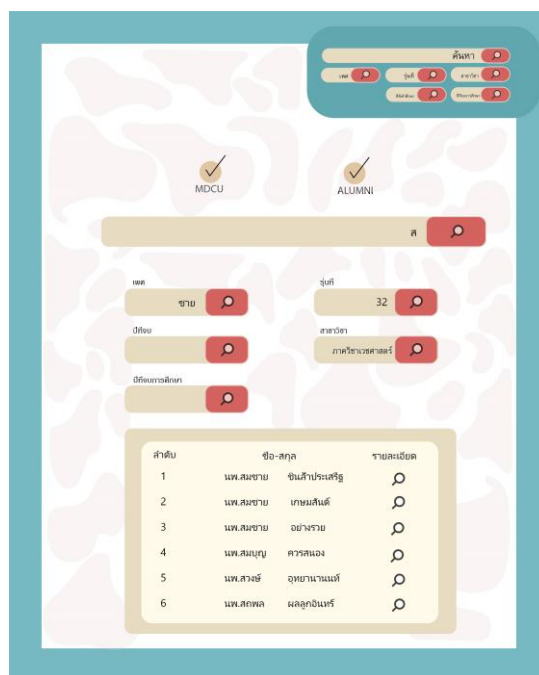 ค้นหา
เพศ รุ่นที่ สาขาวิชา
MDCU ALUMNI
ส
เพศ รุ่นที่
ชาย 32
ปีที่จบ สาขาวิชา
ภาควิชาเวชศาสตร์
ปีที่จบการศึกษา
ลำดับ ชื่อ-สกุล รายละเอียด
1 นพ.สมชาย ชินล้ำประเสริฐ
2 นพ.สมชาย เกษมสันต์
3 นพ.สมชาย อย่างรวย
4 นพ.สมบุญ ควรสนอง
5 นพ.สวงษ์ อุทยานานนท์
6 นพ.สถพล ผลลูกอินทร์